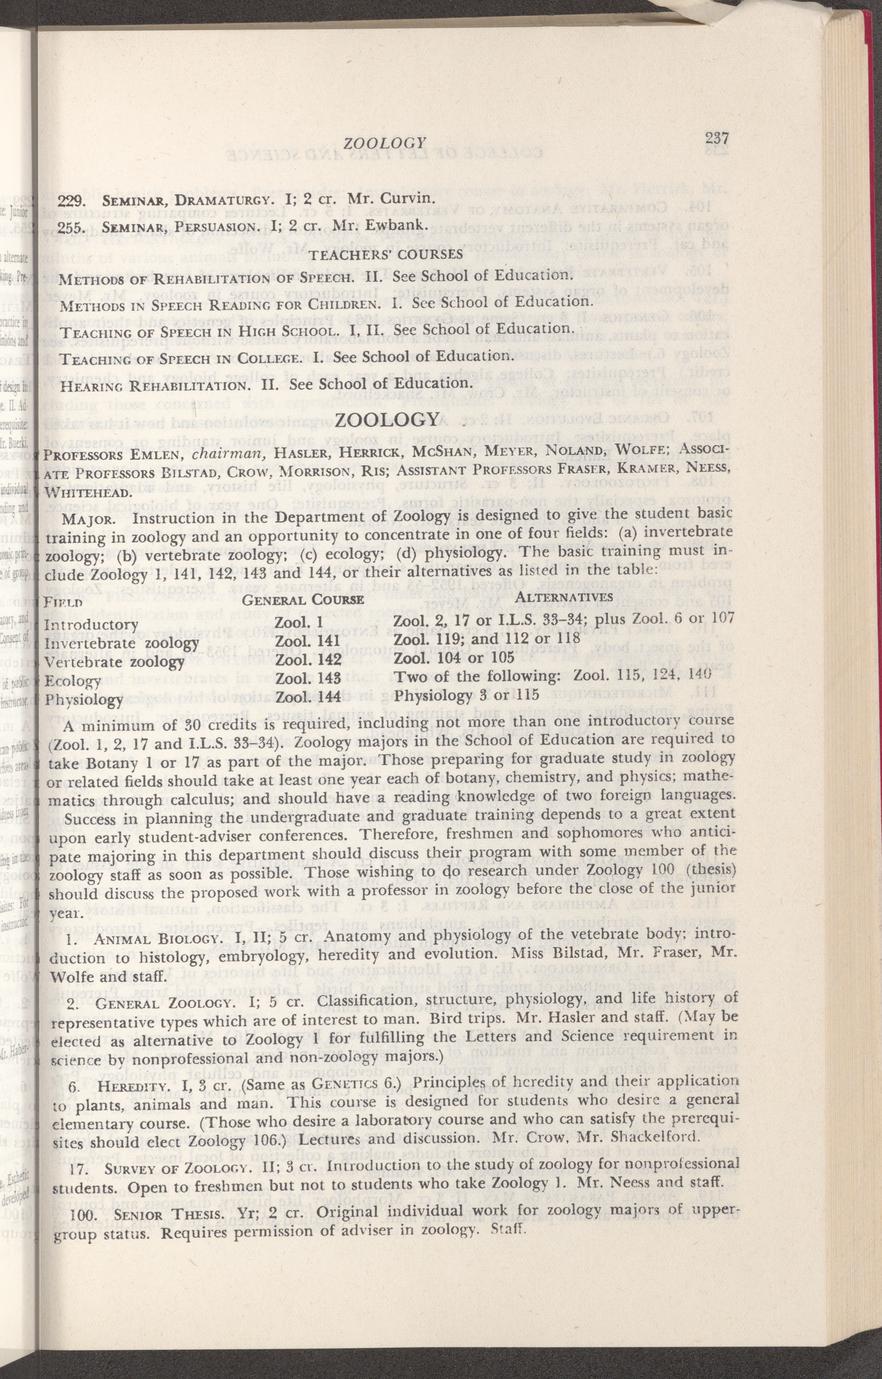 ZOOLOGY 237
229. SEMINAR, DRAMATURGY. I; 2 cr. Mr. Curvin.
255. SEMINAR, PERSUASION. I; 2 cr. Mr. Ewbank.
TEACHERS' COURSES
METHODS OF REHABILITATION OF SPEECH. II. See School of Education.
METHODS IN SPEECH READING FOR CHILDREN. I. See School of Education.
TEACHING OF SPEECH IN HIGH SCHOOL. I, II. See School of Education.
TEACHING OF SPEECH IN COLLEGE. I. See School of Education.
HEARING REHABILITATION. II. See School of Education.
ZOOLOGY
PROFESSORS EMLEN, chairman, HASLER, HERRICK, MCSHAN, MEYER, NOLAND, WOLFE; ASSOCI-
ATE PROFESSORS BILSTAD, CROW, MORRISON, RIS; ASSISTANT PROFESSORS FRASER, KRAMER, NEESS,
WHITEHEAD.
MAJOR. Instruction in the Department of Zoology is designed to give the student basic
training in zoology and an opportunity to concentrate in one of four fields: (a) invertebrate
zoology; (b) vertebrate zoology; (c) ecology; (d) physiology. The basic training must in-
clude Zoology 1, 141, 142, 143 and 144, or their alternatives as listed in the table:
FIELD GENERAL COURSE ALTERNATIVES
Introductory Zool. 1 Zool. 2, 17 or I.L.S. 33–34; plus Zool. 6 or 107
Invertebrate zoology Zool. 141 Zool. 119; and 112 or 118
Vertebrate zoology Zool. 142 Zool. 104 or 105
Ecology Zool. 143 Two of the following: Zool. 115, 124, 140
Physiology Zool. 144 Physiology 3 or 115
A minimum of 30 credits is required, including not more than one introductory course
(Zool. 1, 2, 17 and I.L.S. 33–34). Zoology majors in the School of Education are required to
take Botany 1 or 17 as part of the major. Those preparing for graduate study in zoology
or related fields should take at least one year each of botany, chemistry, and physics; mathe-
matics through calculus; and should have a reading knowledge of two foreign languages.
Success in planning the undergraduate and graduate training depends to a great extent
upon early student-adviser conferences. Therefore, freshmen and sophomores who antici-
pate majoring in this department should discuss their program with some member of the
zoology staff as soon as possible. Those wishing to do research under Zoology 100 (thesis)
should discuss the proposed work with a professor in zoology before the close of the junior
year.
1. ANIMAL BIOLOGY. I, II; 5 cr. Anatomy and physiology of the vetebrate body; intro-
duction to histology, embryology, heredity and evolution. Miss Bilstad, Mr. Fraser, Mr.
Wolfe and staff.
2. GENERAL ZOOLOGY. I; 5 cr. Classification, structure, physiology, and life history of
representative types which are of interest to man. Bird trips. Mr. Hasler and staff. (May be
elected as alternative to Zoology 1 for fulfilling the Letters and Science requirement in
science by nonprofessional and non-zoology majors.)
6. HEREDITY. I, 3 cr. (Same as GENETICS 6.) Principles of heredity and their application
to plants, animals and man. This course is designed for students who desire a general
elementary course. (Those who desire a laboratory course and who can satisfy the prerequi-
sites should elect Zoology 106.) Lectures and discussion. Mr. Crow, Mr. Shackelford.
17. SURVEY OF ZOOLOGY. II; 3 cr. Introduction to the study of zoology for nonprofessional
students. Open to freshmen but not to students who take Zoology 1. Mr. Neess and staff.
100. SENIOR THESIS. Yr; 2 cr. Original individual work for zoology majors of upper-
group status. Requires permission of adviser in zoology. Staff.